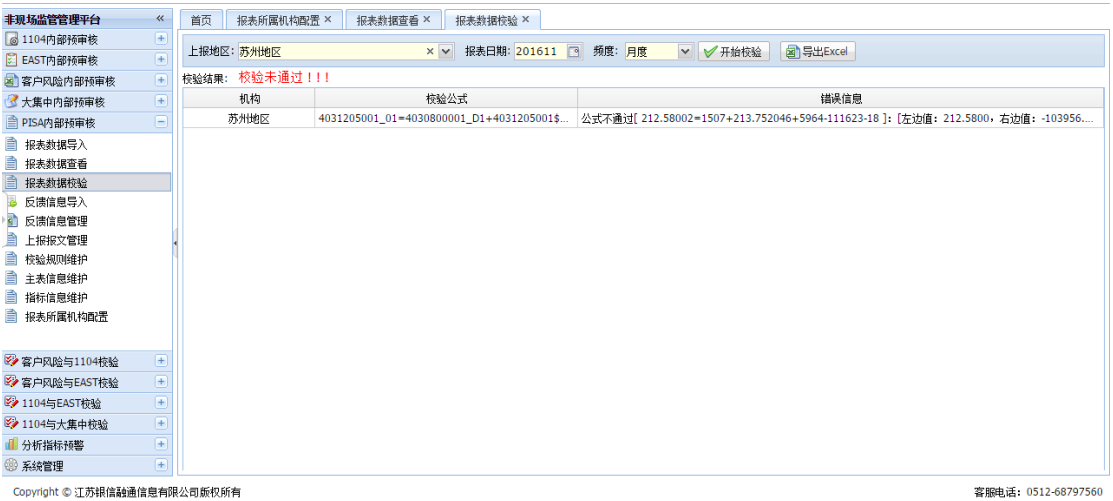 非现场监管管理平台
1104内部预审核
EAST内部预审核
客户风险内部预审核
大集中内部预审核
PISA内部预审核
报表数据导入
报表数据查看
报表数据校验
反馈信息导入
反馈信息管理
上报报文管理
校验规则维护
主表信息维护
指标信息维护
报表所属机构配置
客户风险与1104校验
客户风险与EAST校验
1104与EAST校验
1104与大集中校验
分析指标预警
系统管理
首页 报表所属机构配置 报表数据查看 报表数据校验
上报地区: 苏州地区 报表日期: 201611 频度: 月度 开始校验 导出Excel
校验结果: 校验未通过!!!
机构 校验公式 错误信息
苏州地区 4031205001_01=4030800001_D1+4031205001$... 公式不通过[ 212.58002=1507+213.752046+5964-111623-18 ]: [左边值: 212.5800, 右边值: -103956....
Copyright © 江苏银信融通信息有限公司版权所有 客服电话: 0512-68797560